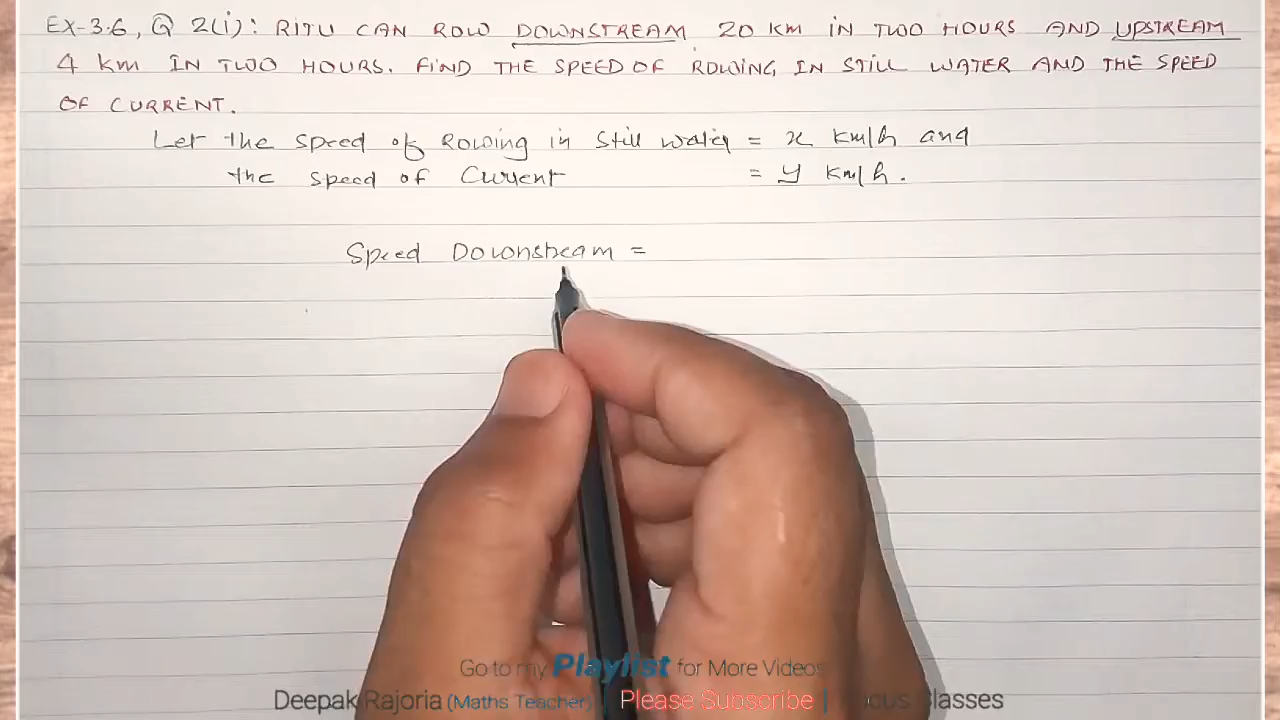 EX-3.6, Q 2(i): RITU CAN ROW DOWNSTREAM 20 KM IN TWO HOURS AND UPSTREAM
4 KM IN TWO HOURS. FIND THE SPEED OF ROWING IN STILL WATER AND THE SPEED
OF CURRENT.
Let the speed of Rowing in Still water = x Km/h and
the Speed of Current = y Km/h.
Speed Downstream =
Go to my Playlist for More Videos
Deepak Rajoria (Maths Teacher) | Please Subscribe | Classes